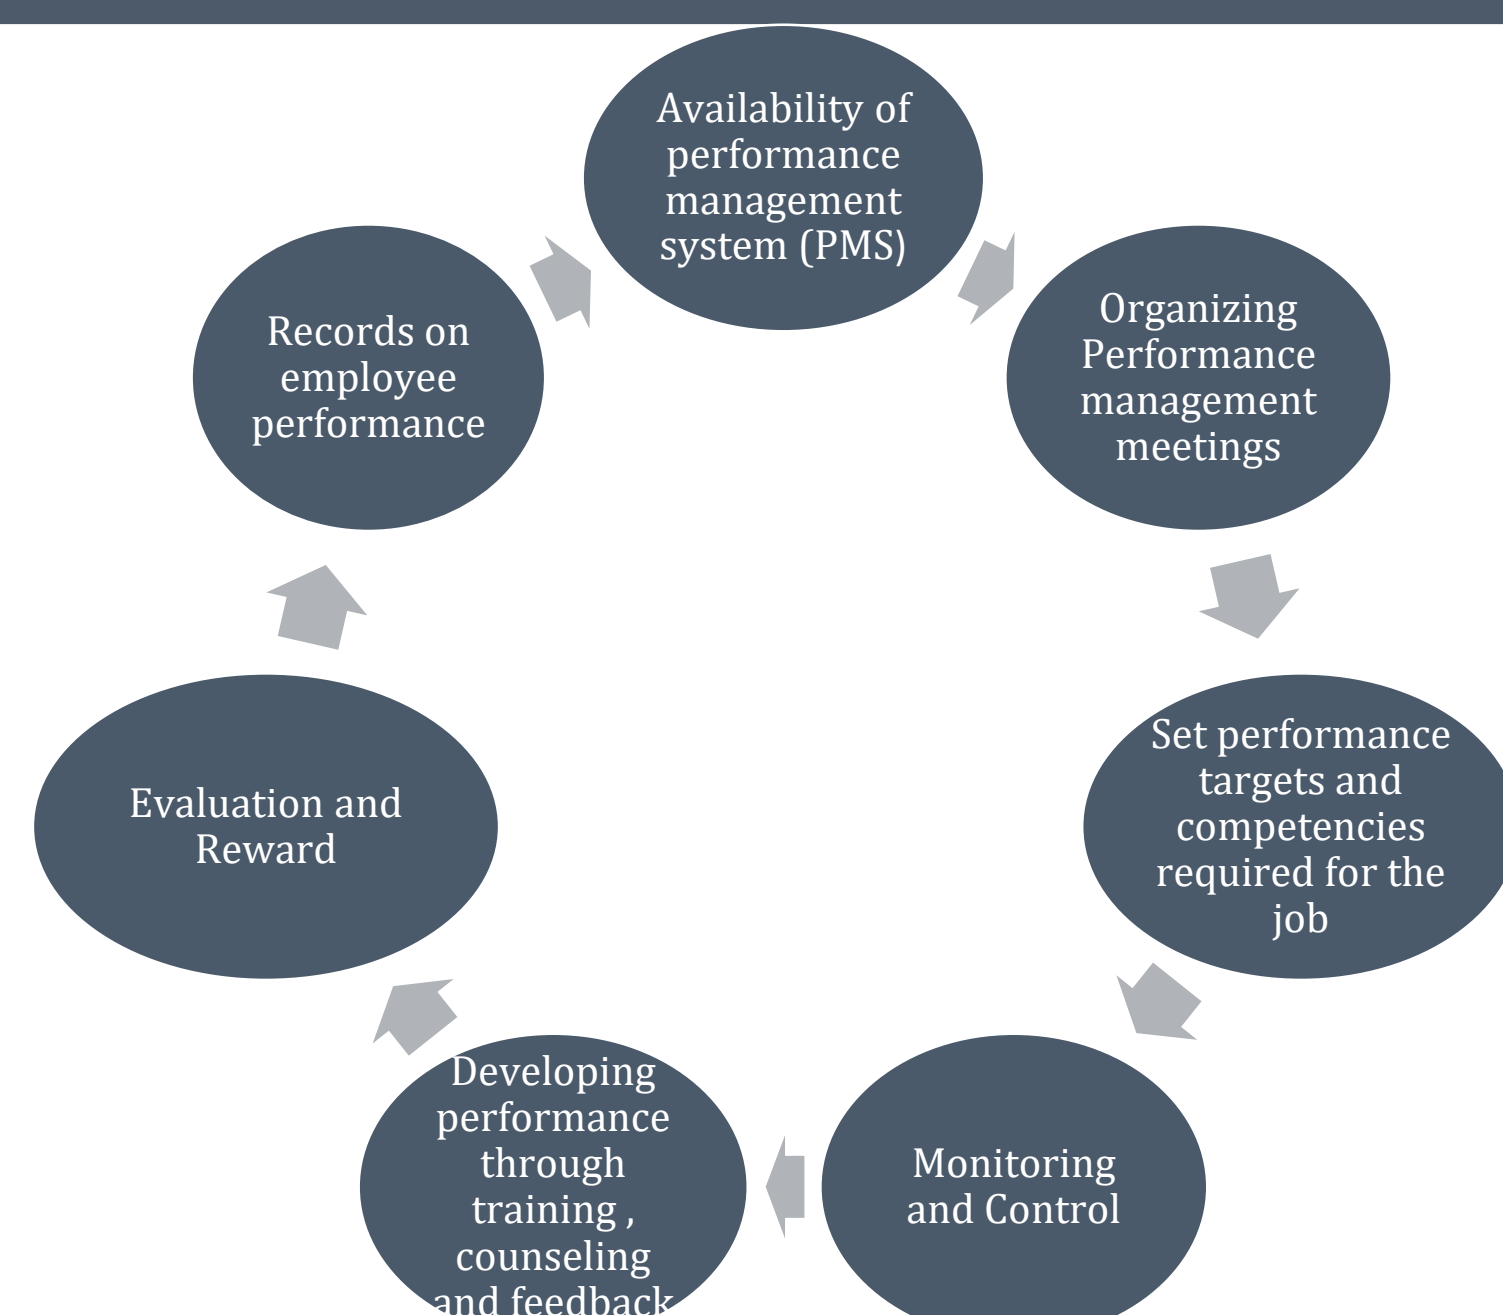 Availability of
performance
management
system (PMS)
Organizing
Performance
management
meetings
Set performance
targets and
competencies
required for the
job
Monitoring
and Control
Developing
performance
through
training ,
counseling
and feedback
Evaluation and
Reward
Records on
employee
performance